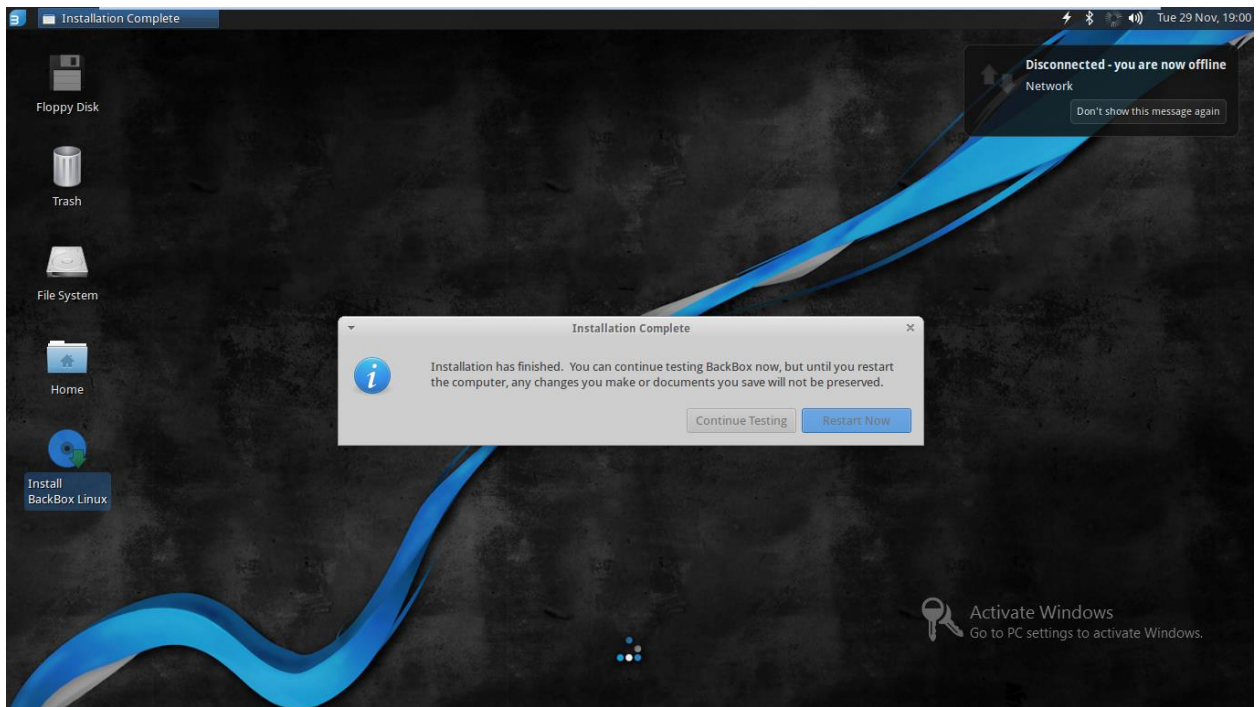 Installation Complete
Tue 29 Nov, 19:00
Disconnected - you are now offline
Network
Don't show this message again
Floppy Disk
Trash
File System
Home
Install
BackBox Linux
Installation Complete
Installation has finished. You can continue testing BackBox now, but until you restart
the computer, any changes you make or documents you save will not be preserved.
Continue Testing
Restart Now
Activate Windows
Go to PC settings to activate Windows.